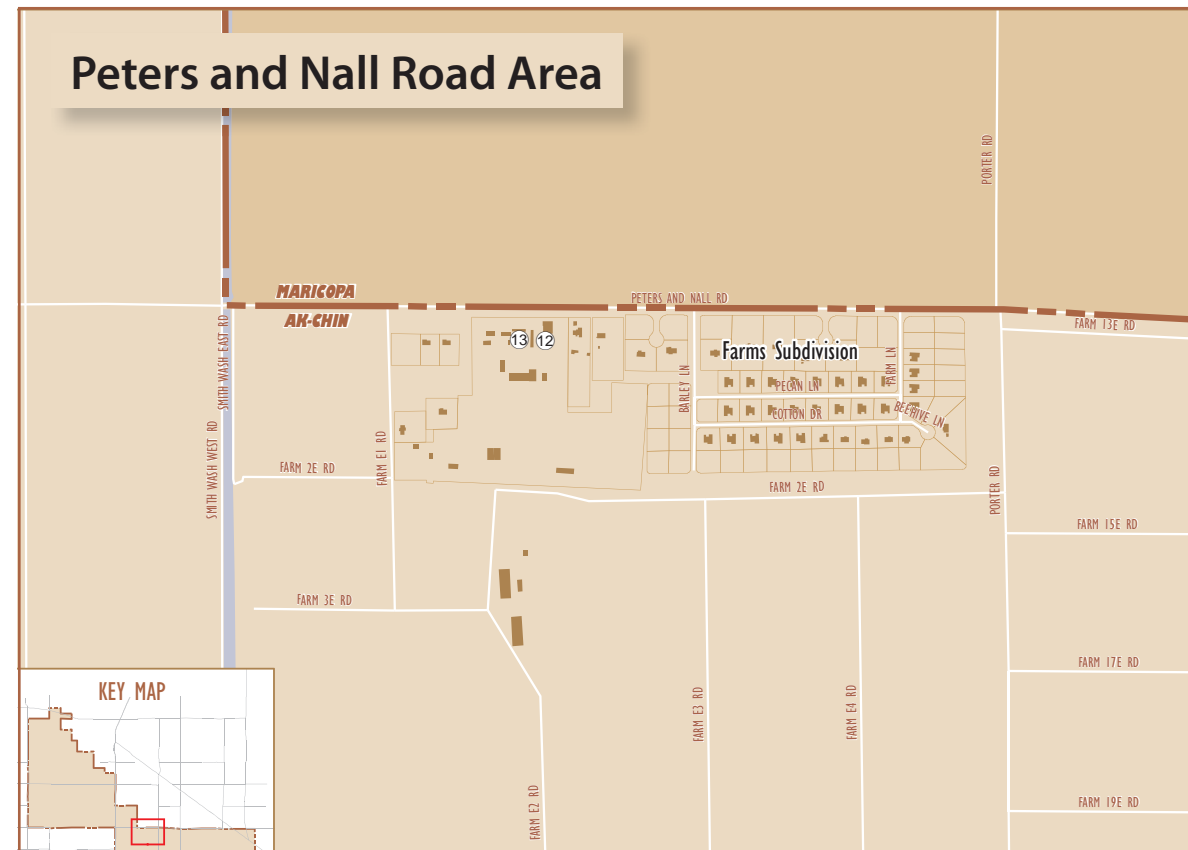 Peters and Nall Road Area
PORTER RD
MARICOPA
PETERS AND NALL RD
AK-CHIN
FARM 13E RD
SMITH WASH EAST RD
13
12
Farms Subdivision
FARM LN
BARLEY LN
PECAN LN
COTTON DR
BEEHIVE LN
SMITH WASH WEST RD
FARM E1 RD
FARM 2E RD
FARM 2E RD
PORTER RD
FARM 15E RD
FARM 3E RD
FARM 17E RD
KEY MAP
FARM E3 RD
FARM E4 RD
FARM E2 RD
FARM 19E RD